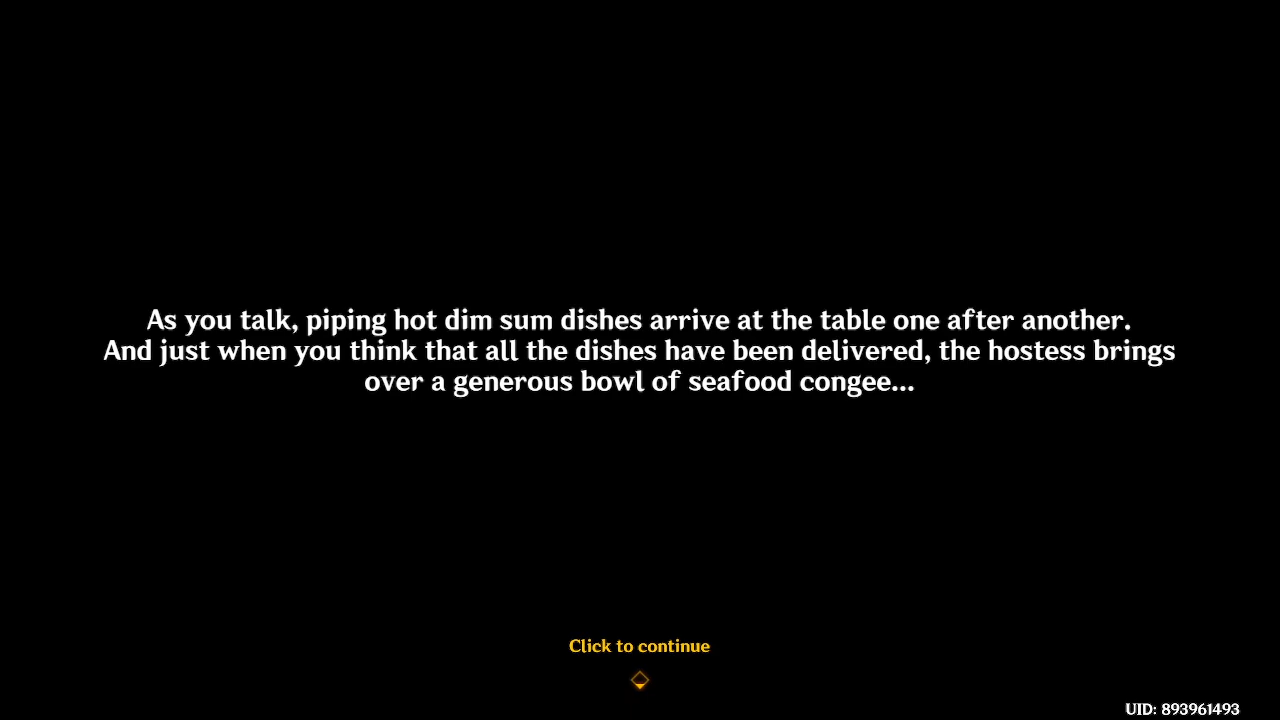 As you talk, piping hot dim sum dishes arrive at the table one after another.
And just when you think that all the dishes have been delivered, the hostess brings
over a generous bowl of seafood congee...
Click to continue
UID: 893961493